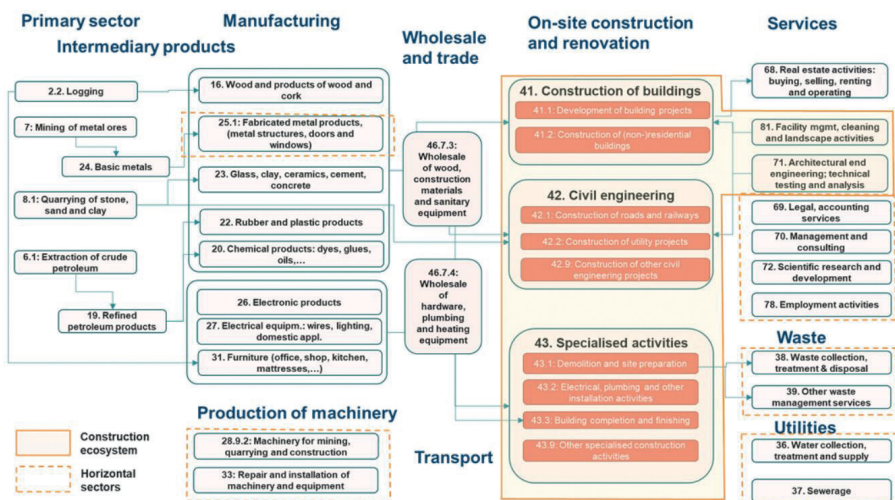 Primary sector
Intermediary products
2.2. Logging
7: Mining of metal ores
24. Basic metals
8.1: Quarrying of stone,
sand and clay
6.1: Extraction of crude
petroleum
19. Refined
petroleum products
Construction
ecosystem
Horizontal
sectors
Manufacturing
16. Wood and products of wood and
cork
25.1: Fabricated metal products,
(metal structures, doors and
windows)
23. Glass, clay, ceramics, cement,
concrete
22. Rubber and plastic products
20. Chemical products: dyes, glues,
oils,…
26. Electronic products
27. Electrical equipm.: wires, lighting,
domestic appl.
31. Furniture (office, shop, kitchen,
mattresses,…)
Production of machinery
28.9.2: Machinery for mining,
quarrying and construction
33: Repair and installation of
machinery and equipment
Wholesale
and trade
46.7.3:
Wholesale
of wood,
construction
materials
and sanitary
equipment
46.7.4:
Wholesale
of
hardware,
plumbing
and heating
equipment
Transport
On-site construction
and renovation
41. Construction of buildings
41.1: Development of building projects
41.2: Construction of (non-)residential
buildings
42. Civil engineering
42.1: Construction of roads and railways
42.2: Construction of utility projects
42.9: Construction of other civil
engineering projects
43. Specialised activities
43.1: Demolition and site preparation
43.2: Electrical, plumbing and other
installation activities
43.3: Building completion and finishing
43.9: Other specialised construction
activities
Services
68. Real estate activities:
buying, selling, renting
and operating
81. Facility mgmt, cleaning
and landscape activities
71. Architectural end
engineering; technical
testing and analysis
69. Legal, accounting
services
70. Management and
consulting
72. Scientific research and
development
78. Employment activities
Waste
38. Waste collection,
treatment & disposal
39. Other waste
management services
Utilities
36. Water collection,
treatment and supply
37. Sewerage